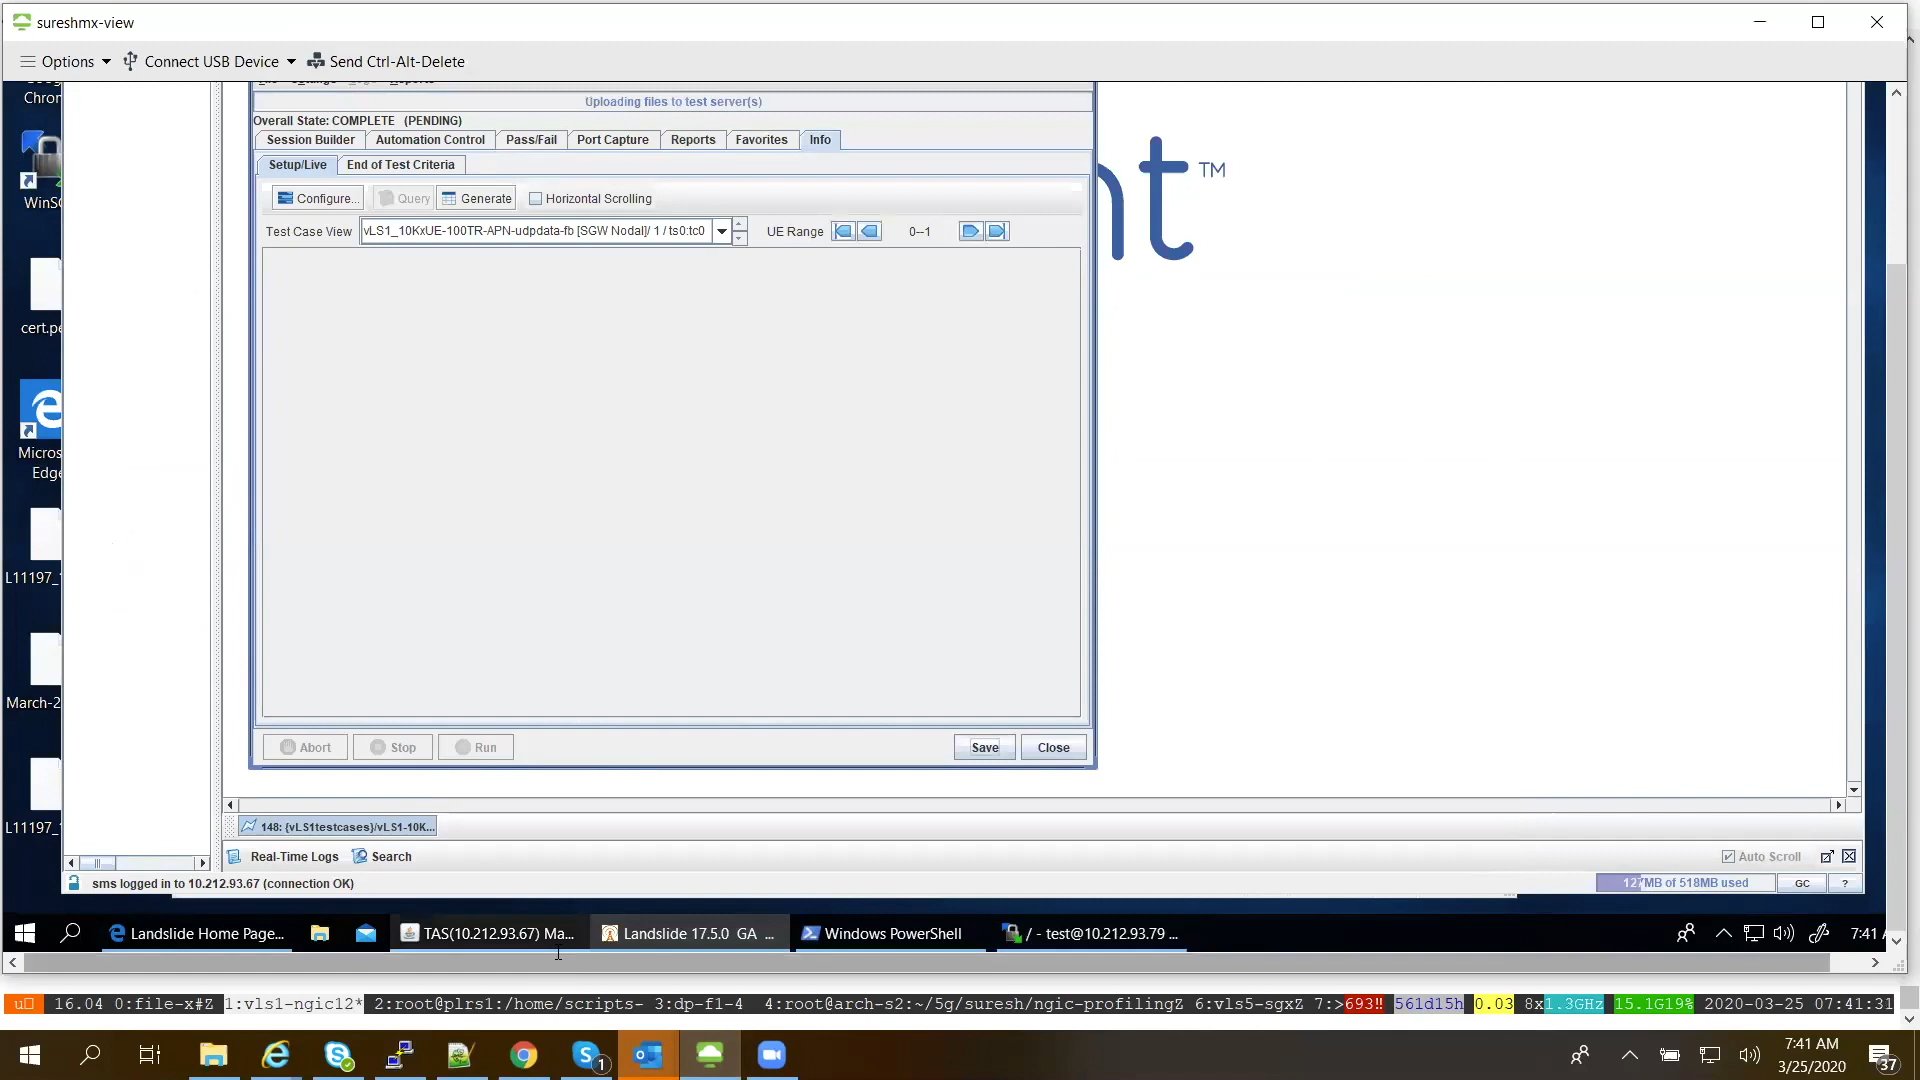 sureshmx-view
Options Connect USB Device Send Ctrl-Alt-Delete
Chron
Uploading files to test server(s)
Overall State: COMPLETE (PENDING)
Session Builder Automation Control Pass/Fail Port Capture Reports Favorites Info
Setup/Live End of Test Criteria
WinSC
Configure... Query Generate Horizontal Scrolling
nt™
Test Case View vLS1_10KxUE-100TR-APN-udpdata-fb [SGW Nodal]/ 1 / ts0:tc0 UE Range 0--1
cert.pe
Micros
Edge
L11197_
March-2
L11197_
Abort Stop Run Save Close
148: {vLS1testcases}/vLS1-10K...
Real-Time Logs Search Auto Scroll
sms logged in to 10.212.93.67 (connection OK) 127MB of 518MB used GC ?
Landslide Home Page... TAS(10.212.93.67) Ma... Landslide 17.5.0 GA ... Windows PowerShell / - test@10.212.93.79 ... 7:41
16.04 0:file-x#Z 1:vls1-ngic12* 2:root@plrs1:/home/scripts- 3:dp-f1-4 4:root@arch-s2:~/5g/suresh/ngic-profilingZ 6:vls5-sgxZ 7:>693‼ 561d15h 0.03 8x1.3GHz 15.1G19% 2020-03-25 07:41:31
1
7:41 AM
3/25/2020
37